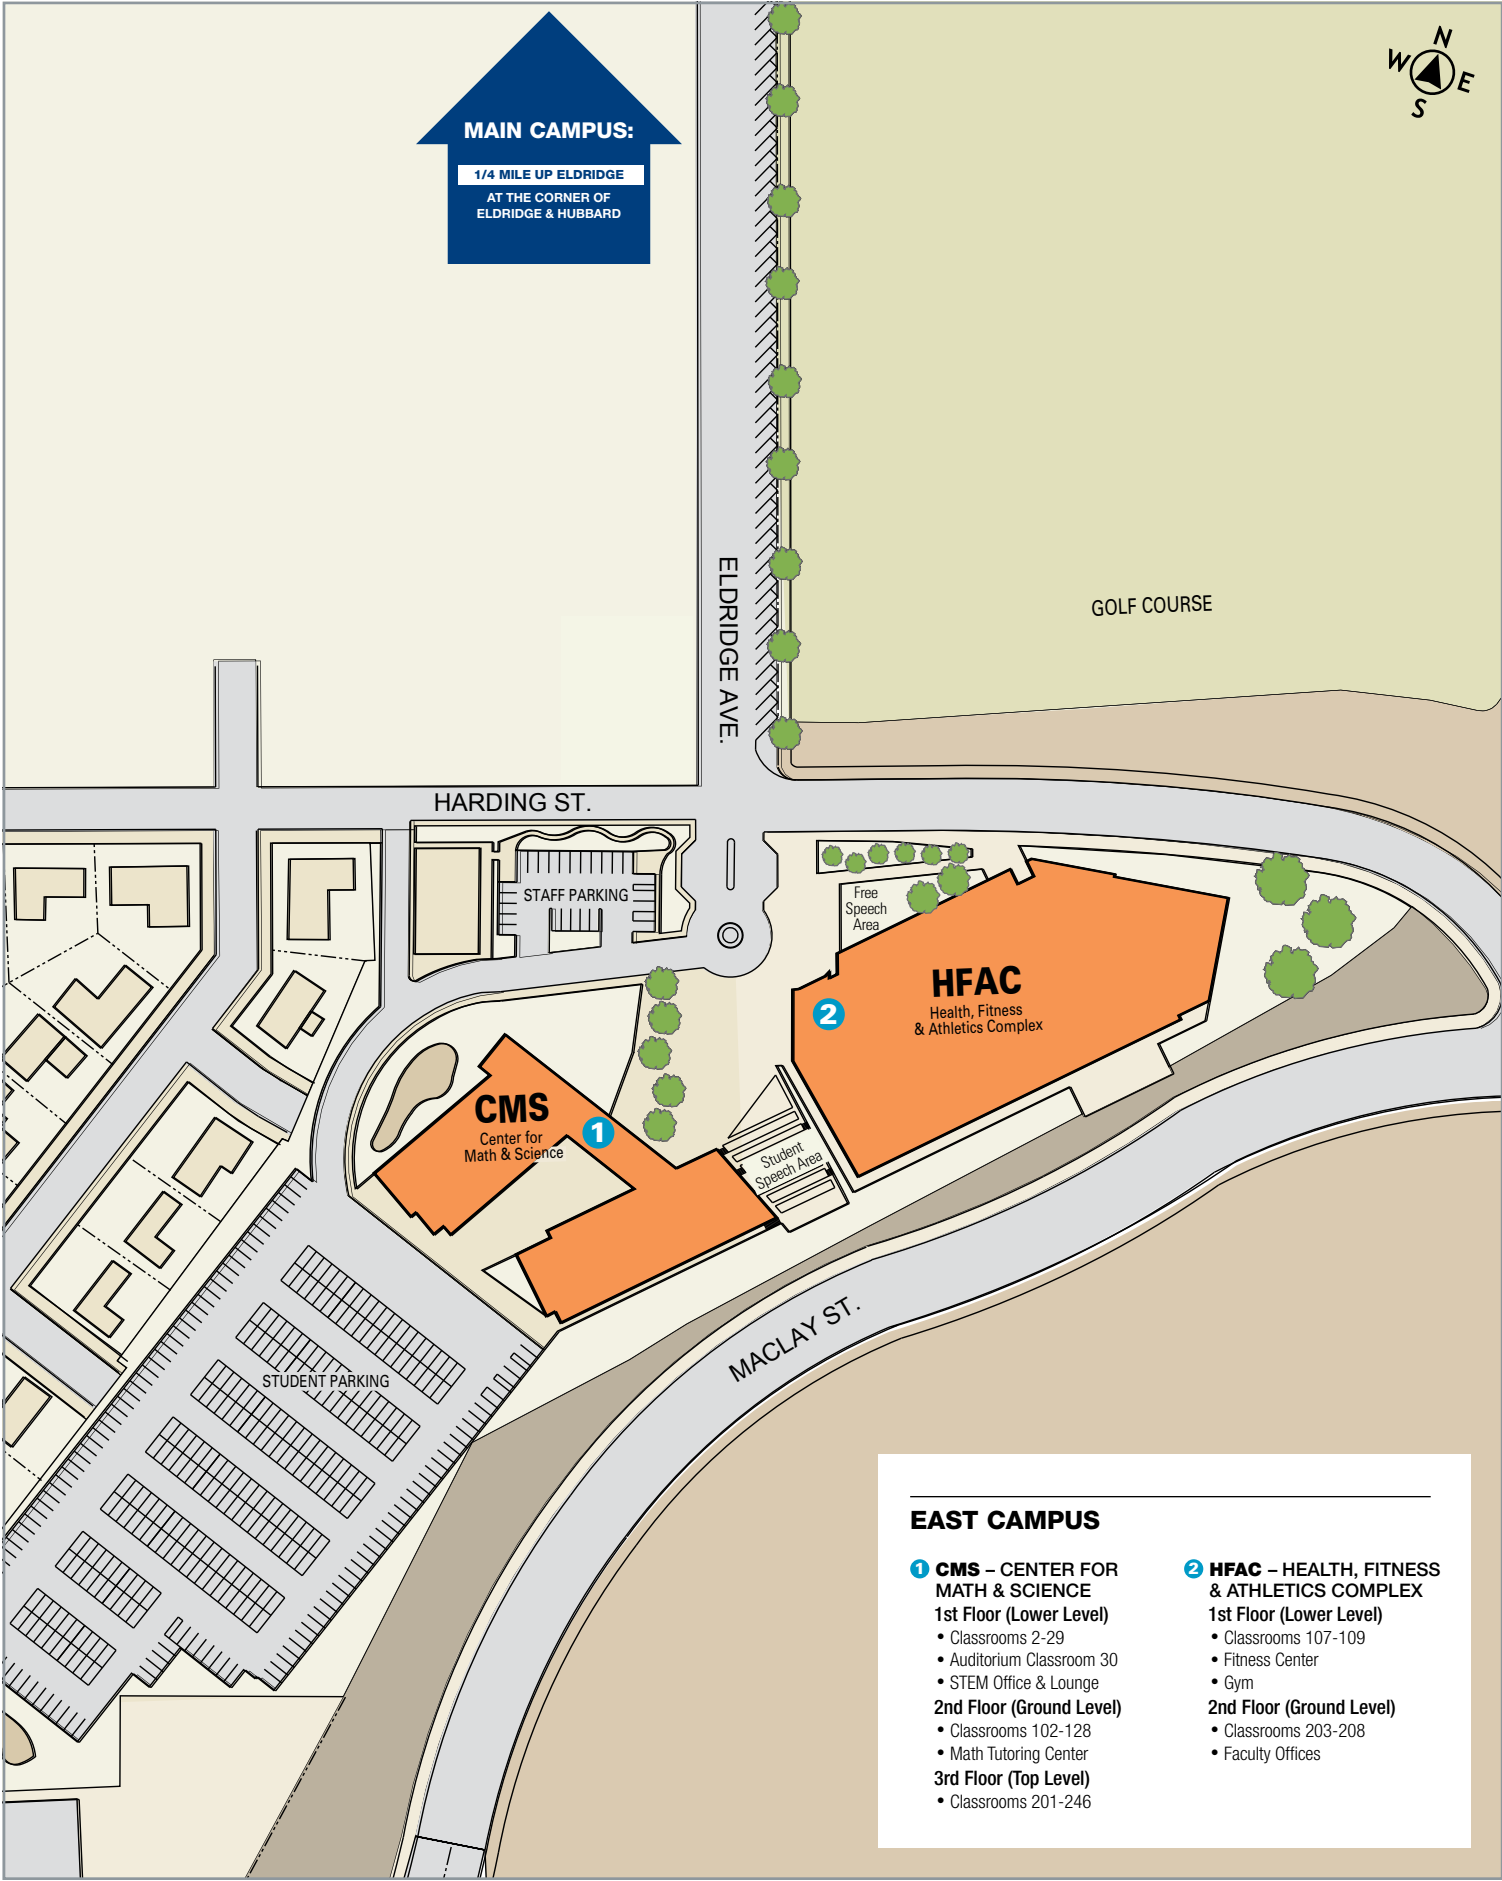 MAIN CAMPUS:
1/4 MILE UP ELDRIDGE
AT THE CORNER OF
ELDRIDGE & HUBBARD
N
W
E
S
ELDRIDGE AVE.
GOLF COURSE
HARDING ST.
STAFF PARKING
Free
Speech
Area
HFAC
Health, Fitness
& Athletics Complex
2
CMS
Center for
Math & Science
1
Student
Speech Area
MACLAY ST.
STUDENT PARKING
EAST CAMPUS
1 CMS – CENTER FOR
MATH & SCIENCE
1st Floor (Lower Level)
• Classrooms 2-29
• Auditorium Classroom 30
• STEM Office & Lounge
2nd Floor (Ground Level)
• Classrooms 102-128
• Math Tutoring Center
3rd Floor (Top Level)
• Classrooms 201-246
2 HFAC – HEALTH, FITNESS
& ATHLETICS COMPLEX
1st Floor (Lower Level)
• Classrooms 107-109
• Fitness Center
• Gym
2nd Floor (Ground Level)
• Classrooms 203-208
• Faculty Offices